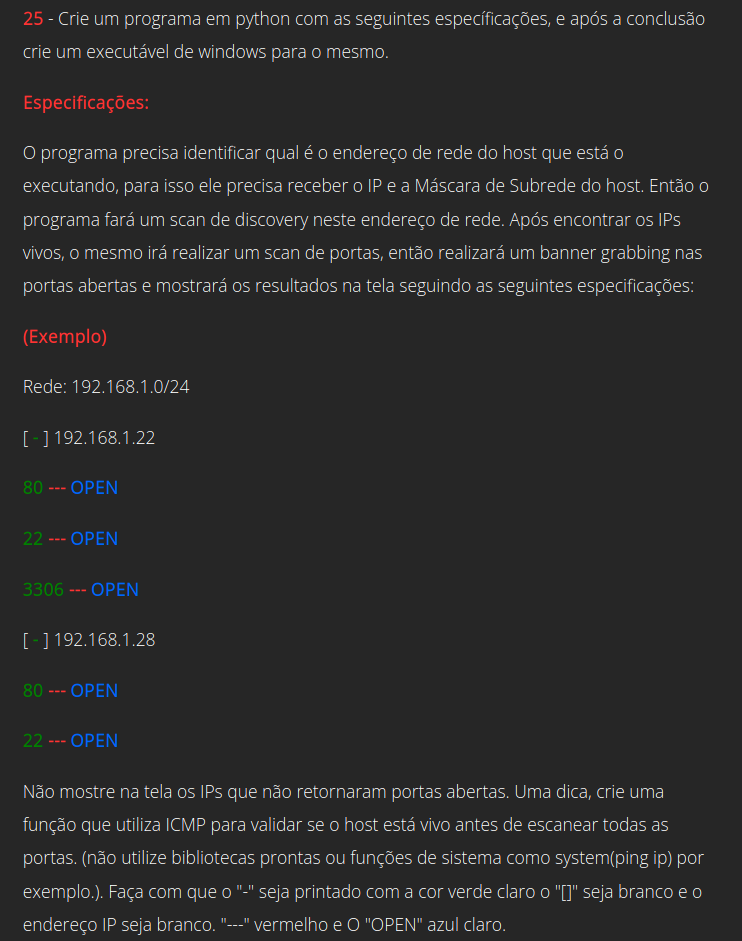 25 - Crie um programa em python com as seguintes específicações, e após a conclusão
crie um executável de windows para o mesmo.
Especificações:
O programa precisa identificar qual é o endereço de rede do host que está o
executando, para isso ele precisa receber o IP e a Máscara de Subrede do host. Então o
programa fará um scan de discovery neste endereço de rede. Após encontrar os IPs
vivos, o mesmo irá realizar um scan de portas, então realizará um banner grabbing nas
portas abertas e mostrará os resultados na tela seguindo as seguintes especificações:
(Exemplo)
Rede: 192.168.1.0/24
[ - ] 192.168.1.22
80 --- OPEN
22 --- OPEN
3306 --- OPEN
[ - ] 192.168.1.28
80 --- OPEN
22 --- OPEN
Não mostre na tela os IPs que não retornaram portas abertas. Uma dica, crie uma
função que utiliza ICMP para validar se o host está vivo antes de escanear todas as
portas. (não utilize bibliotecas prontas ou funções de sistema como system(ping ip) por
exemplo.). Faça com que o "-" seja printado com a cor verde claro o "[]" seja branco e o
endereço IP seja branco. "---" vermelho e O "OPEN" azul claro.